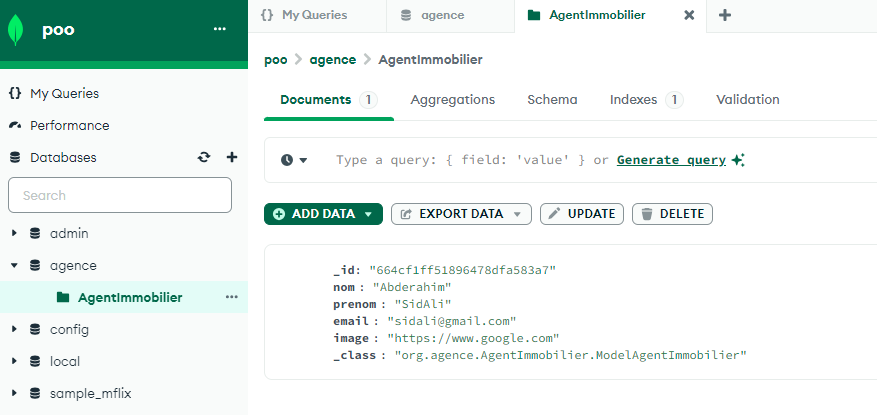 poo
My Queries
Performance
Databases
Search
admin
agence
AgentImmobilier
config
local
sample_mflix
My Queries
agence
AgentImmobilier
poo > agence > AgentImmobilier
Documents 1 Aggregations Schema Indexes 1 Validation
Type a query: { field: 'value' } or Generate query
ADD DATA EXPORT DATA UPDATE DELETE
_id: "664cf1ff51896478dfa583a7"
nom : "Abderahim"
prenom : "SidAli"
email : "sidali@gmail.com"
image : "https://www.google.com"
_class : "org.agence.AgentImmobilier.ModelAgentImmobilier"